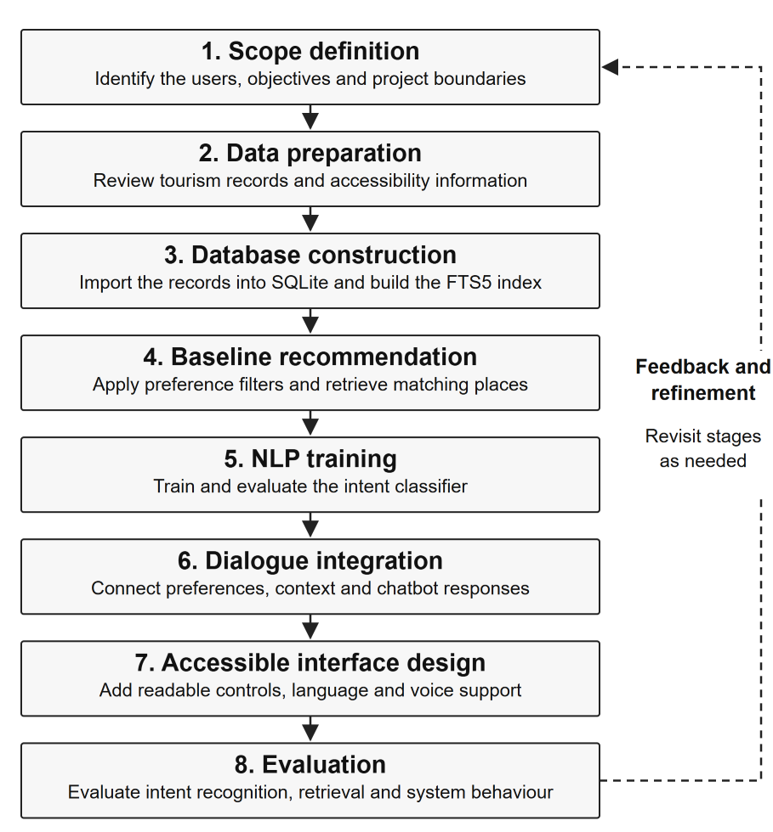 1. Scope definition
Identify the users, objectives and project boundaries
2. Data preparation
Review tourism records and accessibility information
3. Database construction
Import the records into SQLite and build the FTS5 index
4. Baseline recommendation
Apply preference filters and retrieve matching places
5. NLP training
Train and evaluate the intent classifier
6. Dialogue integration
Connect preferences, context and chatbot responses
7. Accessible interface design
Add readable controls, language and voice support
8. Evaluation
Evaluate intent recognition, retrieval and system behaviour
Feedback and
refinement
Revisit stages
as needed